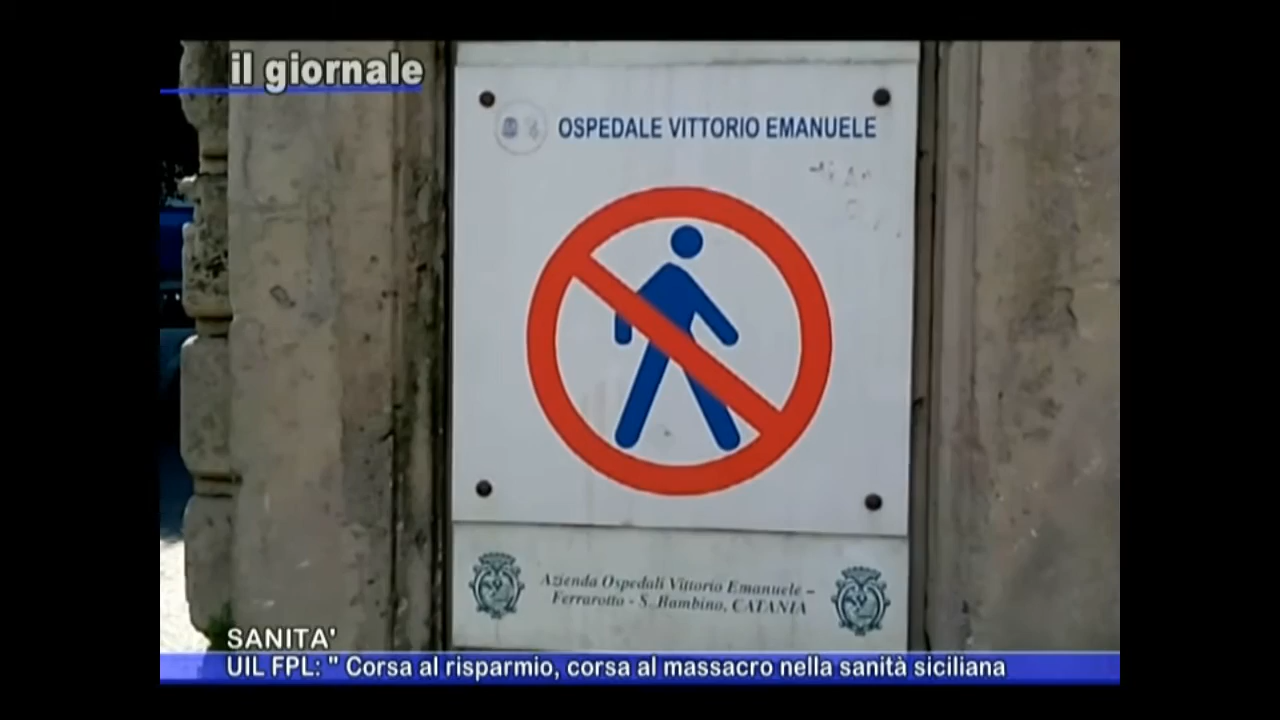 il giornale
OSPEDALE VITTORIO EMANUELE
Azienda Ospedali Vittorio Emanuele –
Ferrarotto - S. Bambino, CATANIA
SANITA'
UIL FPL: " Corsa al risparmio, corsa al massacro nella sanità siciliana